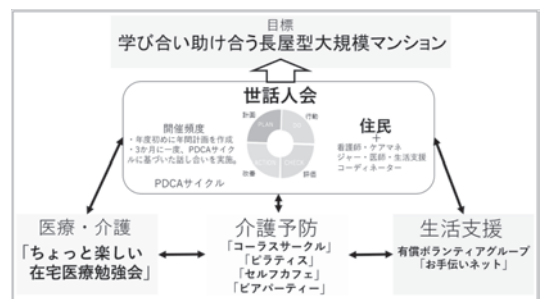 目標
学び合い助け合う長屋型大規模マンション
世話人会
開催頻度
・年度初めに年間計画を作成
・3か月に一度、PDCAサイク
ルに基づいた話し合いを実施。
PDCAサイクル
計画
行動
PLAN
DO
ACTION
CHECK
改善
評価
住民
+
看護師・ケアマネ
ジャー・医師・生活支援
コーディネーター
医療・介護
「ちょっと楽しい
在宅医療勉強会」
介護予防
「コーラスサークル」
「ピラティス」
「セルフカフェ」
「ビアパーティー」
生活支援
有償ボランティアグループ
「お手伝いネット」